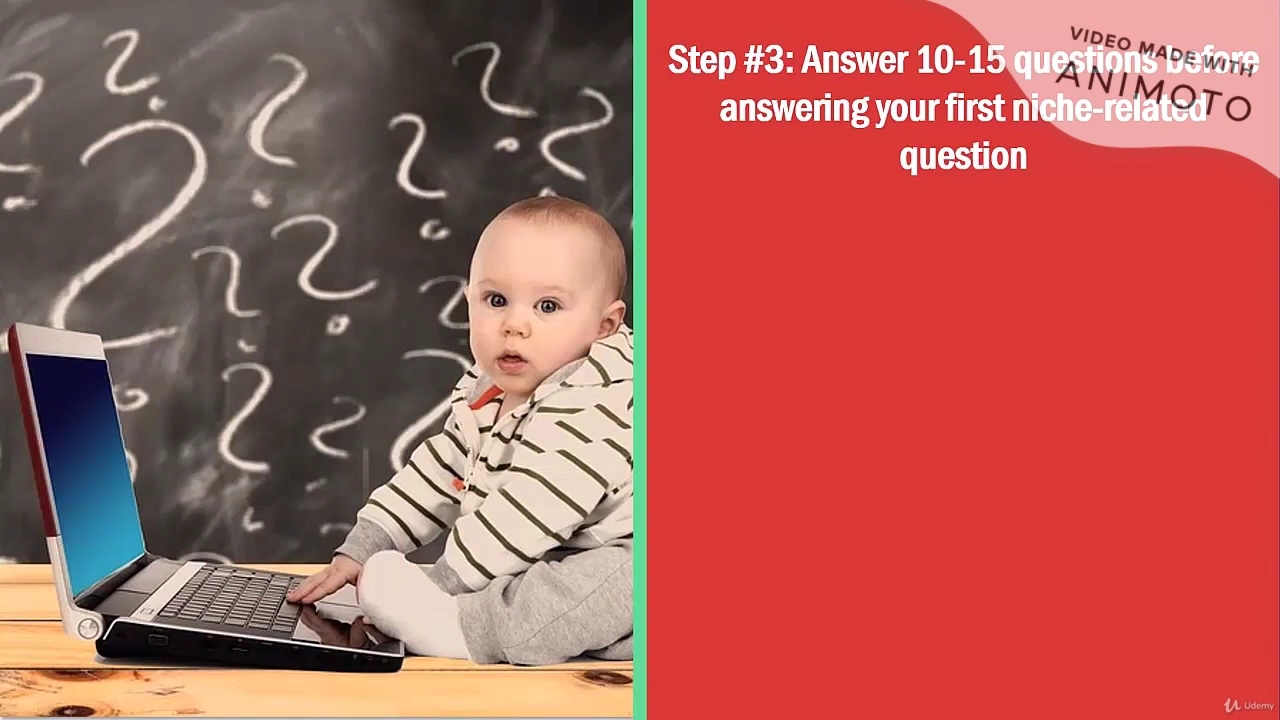 Step #3: Answer 10-15 questions before
answering your first niche-related
question
VIDEO MADE WITH
ANIMOTO
Udemy